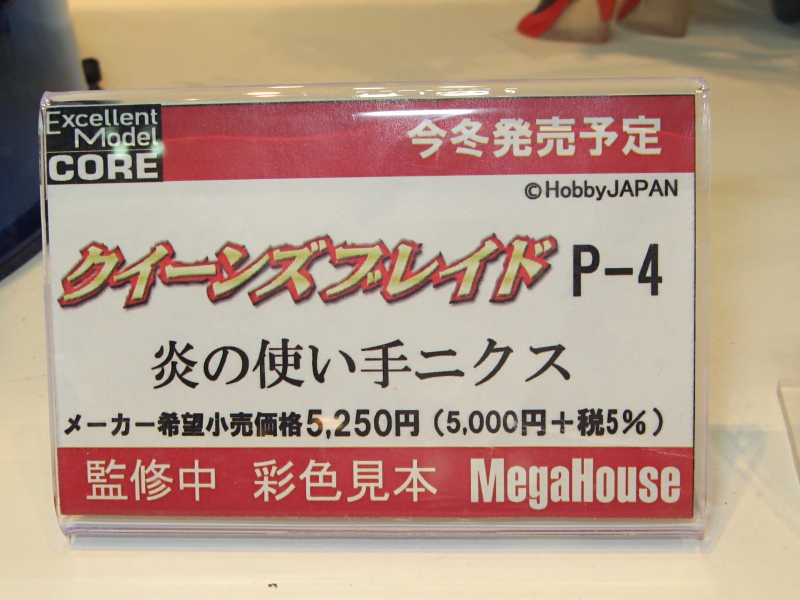 Excellent
Model
CORE
今冬発売予定
©HobbyJAPAN
クイーンズブレイド P-4
炎の使い手ニクス
メーカー希望小売価格5,250円(5,000円+税5%)
監修中 彩色見本 MegaHouse